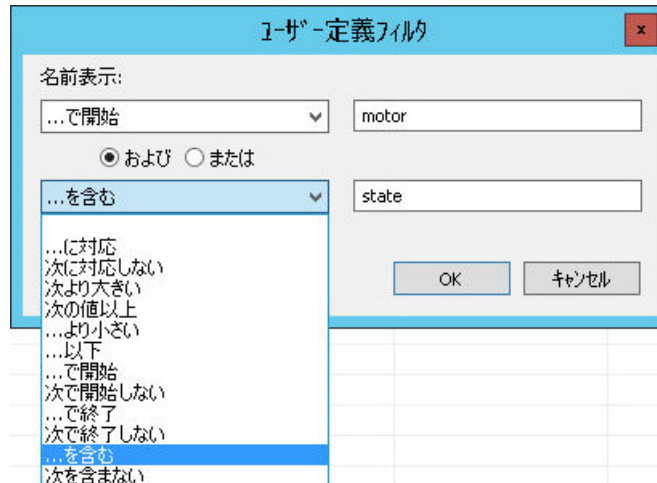 ﾕｰｻﾞｰ定義ﾌｨﾙﾀ
x
名前表示:
...で開始
motor
および
または
...を含む
state
...に対応
次に対応しない
次より大きい
次の値以上
...より小さい
...以下
...で開始
次で開始しない
...で終了
次で終了しない
...を含む
次を含まない
OK
ｷｬﾝｾﾙ